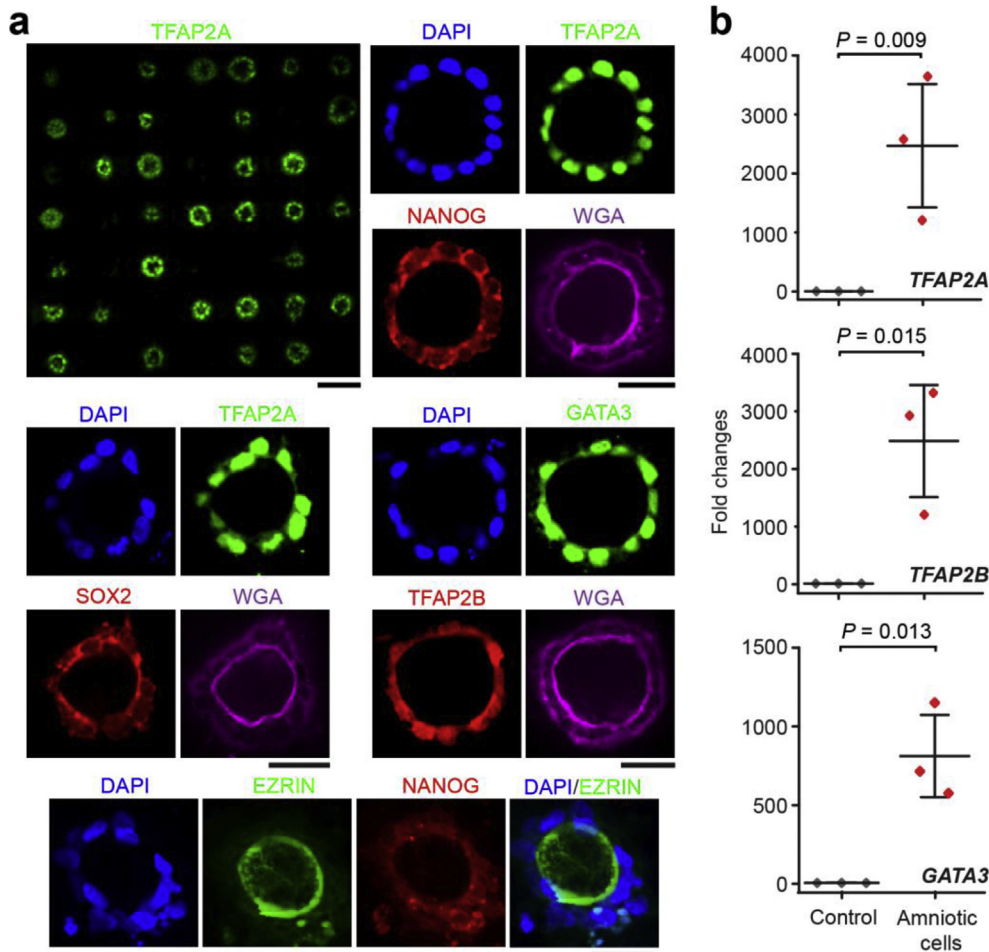 a
TFAP2A
DAPI TFAP2A
NANOG WGA
DAPI TFAP2A DAPI GATA3
SOX2 WGA TFAP2B WGA
DAPI EZRIN NANOG DAPI/EZRIN
b
P = 0.009
4000
3000
2000
1000
0
TFAP2A
P = 0.015
4000
3000
2000
1000
0
TFAP2B
Fold changes
P = 0.013
1500
1000
500
0
GATA3
Control Amniotic
cells